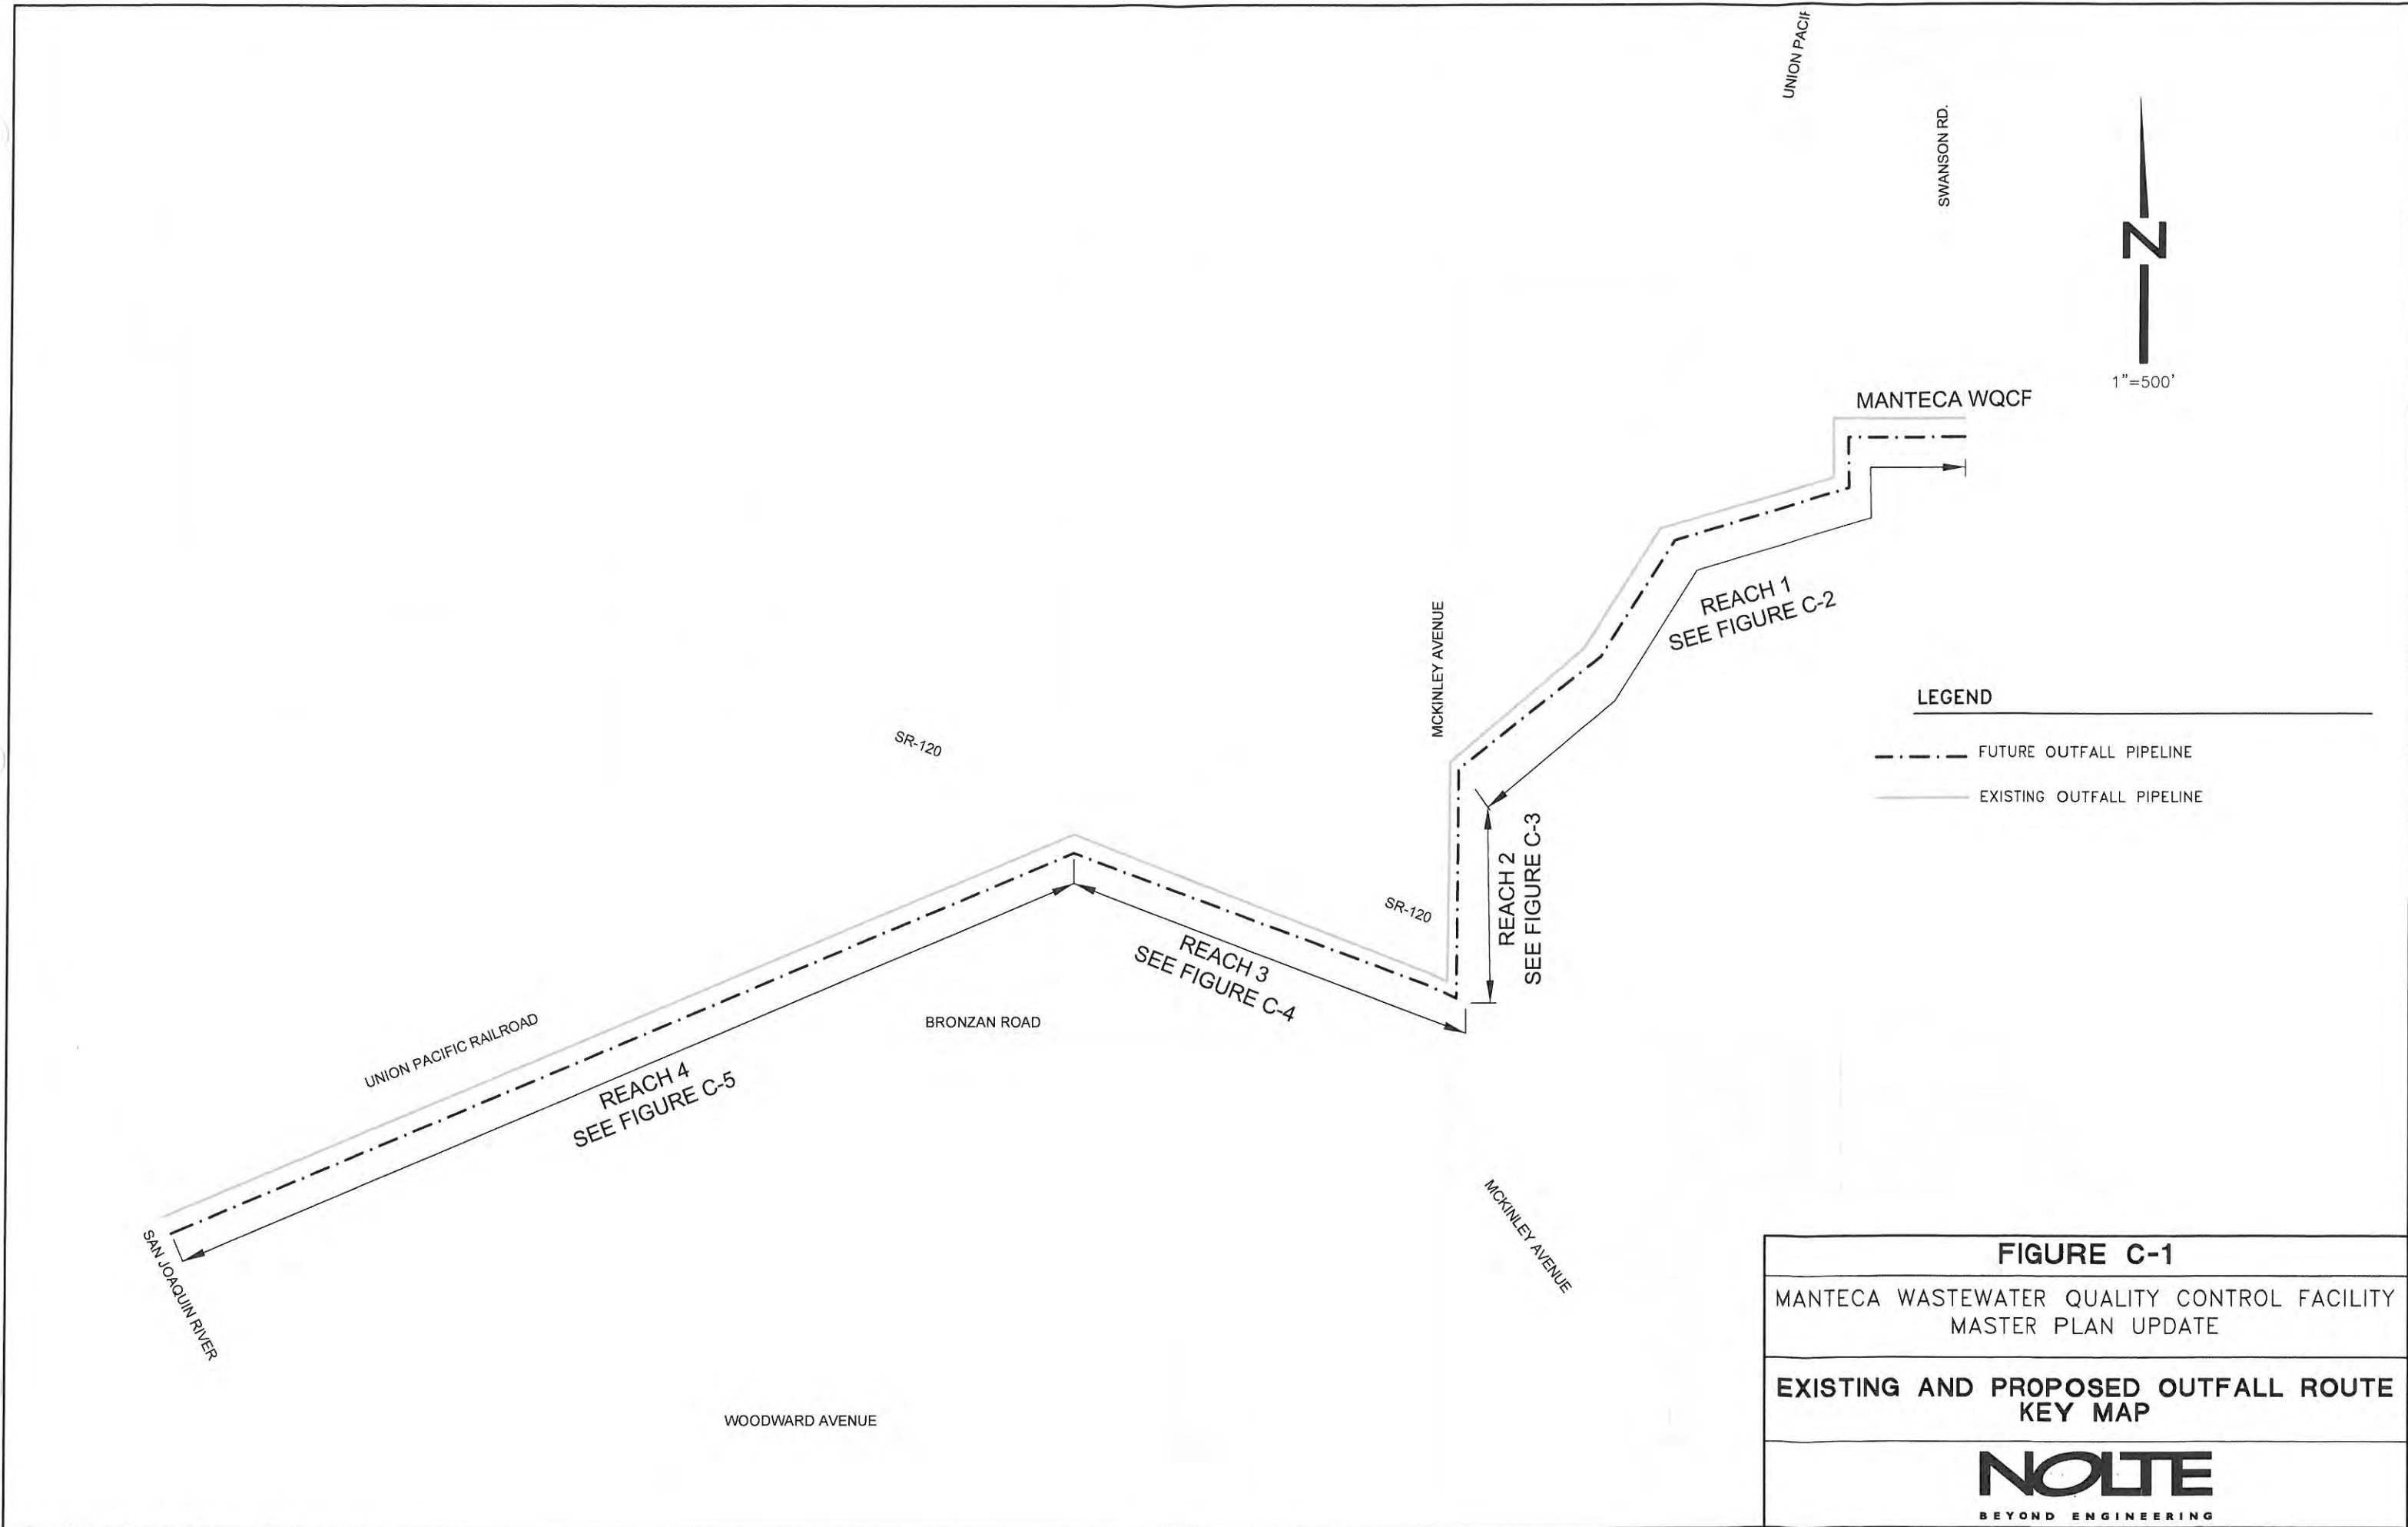 UNION PACIF
SWANSON RD.
N
1"=500'
MANTECA WQCF
REACH 1
SEE FIGURE C-2
MCKINLEY AVENUE
LEGEND
FUTURE OUTFALL PIPELINE
EXISTING OUTFALL PIPELINE
SR-120
REACH 2
SEE FIGURE C-3
SR-120
REACH 3
SEE FIGURE C-4
BRONZAN ROAD
UNION PACIFIC RAILROAD
REACH 4
SEE FIGURE C-5
MCKINLEY AVENUE
SAN JOAQUIN RIVER
WOODWARD AVENUE
FIGURE C-1
MANTECA WASTEWATER QUALITY CONTROL FACILITY
MASTER PLAN UPDATE
EXISTING AND PROPOSED OUTFALL ROUTE
KEY MAP
NOLTE
BEYOND ENGINEERING